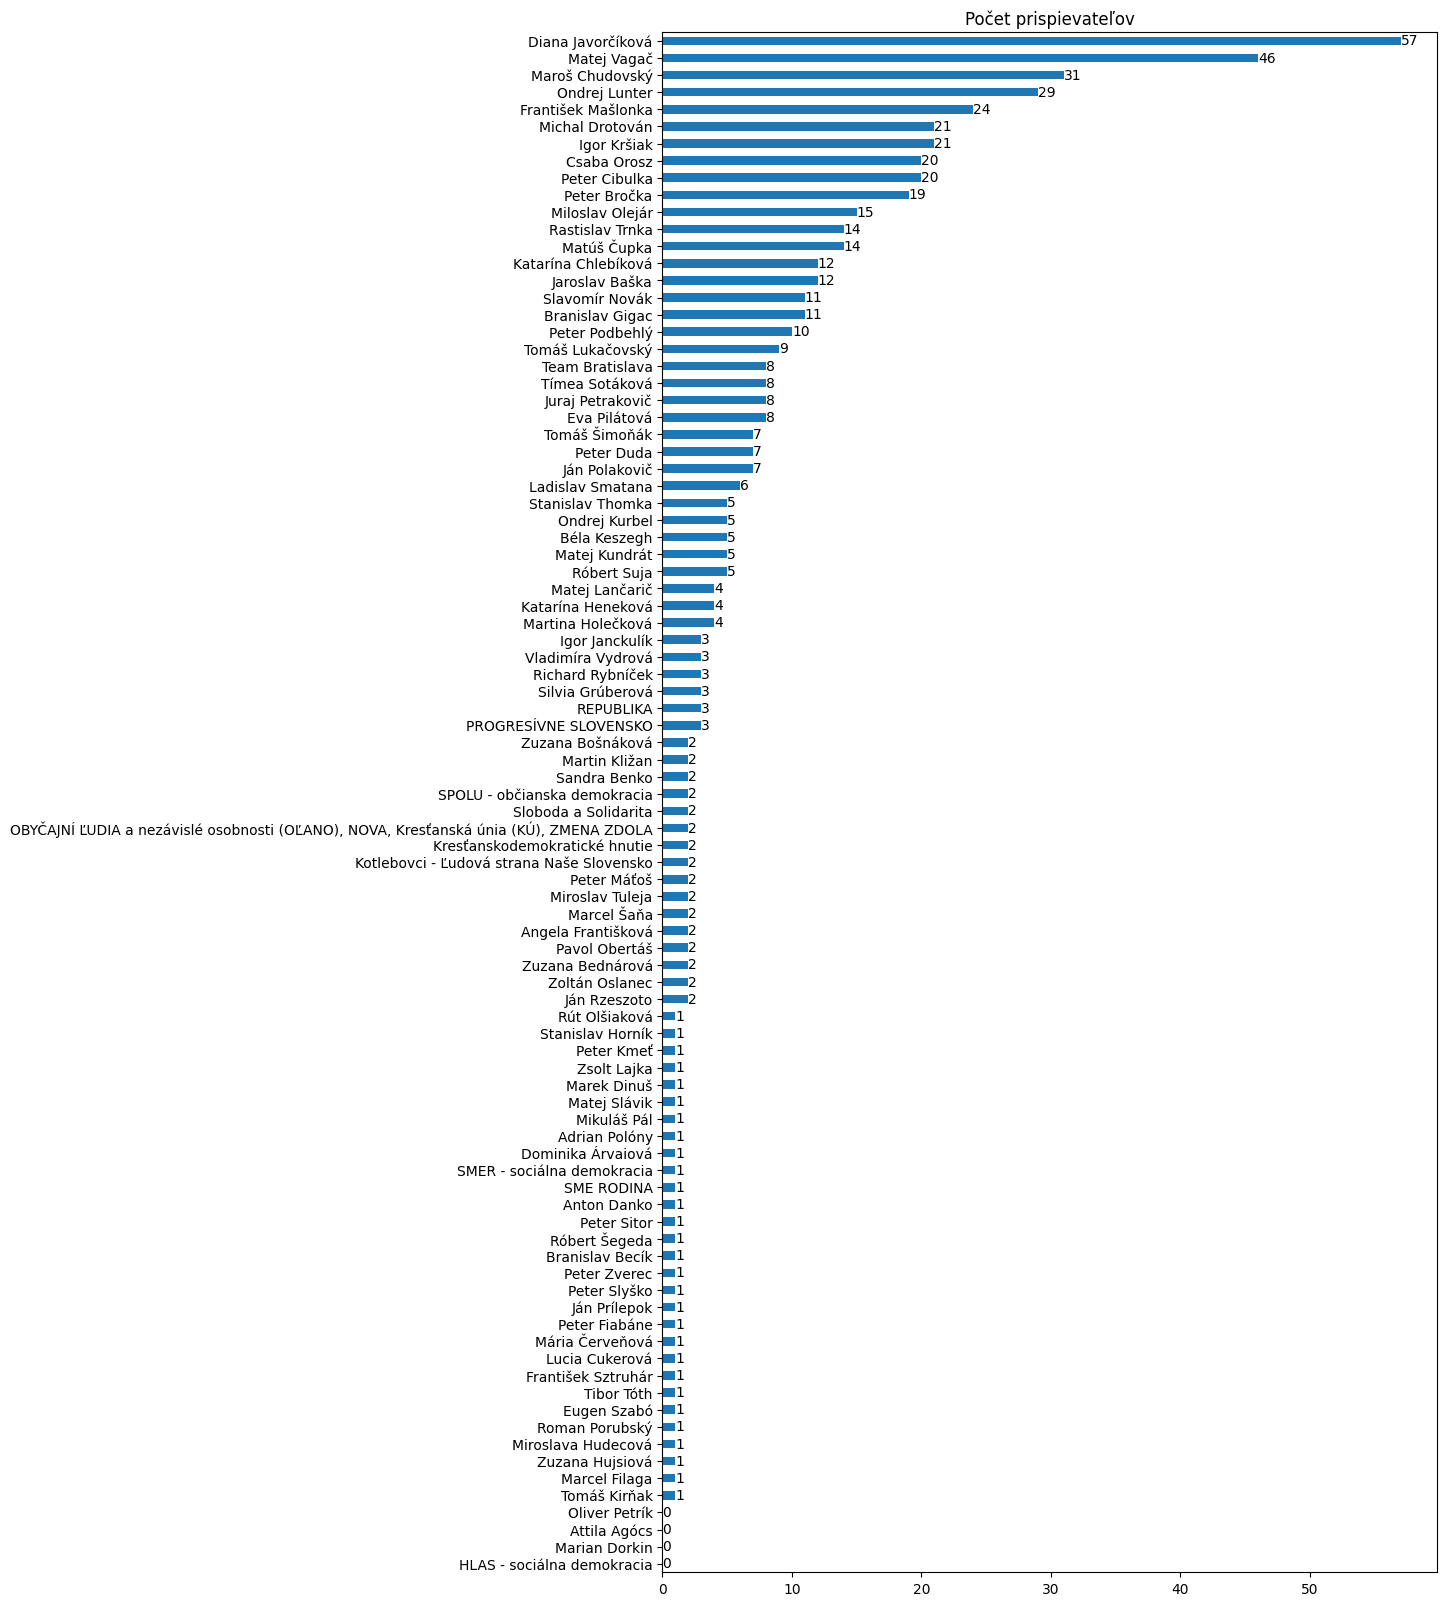 Počet prispievateľov
Diana Javorčíková 57
Matej Vagač 46
Maroš Chudovský 31
Ondrej Lunter 29
František Mašlonka 24
Michal Drotován 21
Igor Kršiak 21
Csaba Orosz 20
Peter Cibulka 20
Peter Bročka 19
Miloslav Olejár 15
Rastislav Trnka 14
Matúš Čupka 14
Katarína Chlebíková 12
Jaroslav Baška 12
Slavomír Novák 11
Branislav Gigac 11
Peter Podbehlý 10
Tomáš Lukačovský 9
Team Bratislava 8
Tímea Sotáková 8
Juraj Petrakovič 8
Eva Pilátová 8
Tomáš Šimoňák 7
Peter Duda 7
Ján Polakovič 7
Ladislav Smatana 6
Stanislav Thomka 5
Ondrej Kurbel 5
Béla Keszegh 5
Matej Kundrát 5
Róbert Suja 5
Matej Lančarič 4
Katarína Heneková 4
Martina Holečková 4
Igor Janckulík 3
Vladimíra Vydrová 3
Richard Rybníček 3
Silvia Grúberová 3
REPUBLIKA 3
PROGRESÍVNE SLOVENSKO 3
Zuzana Bošnáková 2
Martin Kližan 2
Sandra Benko 2
SPOLU - občianska demokracia 2
Sloboda a Solidarita 2
OBYČAJNÍ ĽUDIA a nezávislé osobnosti (OĽANO), NOVA, Kresťanská únia (KÚ), ZMENA ZDOLA 2
Kresťanskodemokratické hnutie 2
Kotlebovci - Ľudová strana Naše Slovensko 2
Peter Máťoš 2
Miroslav Tuleja 2
Marcel Šaňa 2
Angela Františková 2
Pavol Obertáš 2
Zuzana Bednárová 2
Zoltán Oslanec 2
Ján Rzeszoto 2
Rút Olšiaková 1
Stanislav Horník 1
Peter Kmeť 1
Zsolt Lajka 1
Marek Dinuš 1
Matej Slávik 1
Mikuláš Pál 1
Adrian Polóny 1
Dominika Árvaiová 1
SMER - sociálna demokracia 1
SME RODINA 1
Anton Danko 1
Peter Sitor 1
Róbert Šegeda 1
Branislav Becík 1
Peter Zverec 1
Peter Slyško 1
Ján Prílepok 1
Peter Fiabáne 1
Mária Červeňová 1
Lucia Cukerová 1
František Sztruhár 1
Tibor Tóth 1
Eugen Szabó 1
Roman Porubský 1
Miroslava Hudecová 1
Zuzana Hujsiová 1
Marcel Filaga 1
Tomáš Kirňak 1
Oliver Petrík 0
Attila Agócs 0
Marian Dorkin 0
HLAS - sociálna demokracia 0
0 10 20 30 40 50